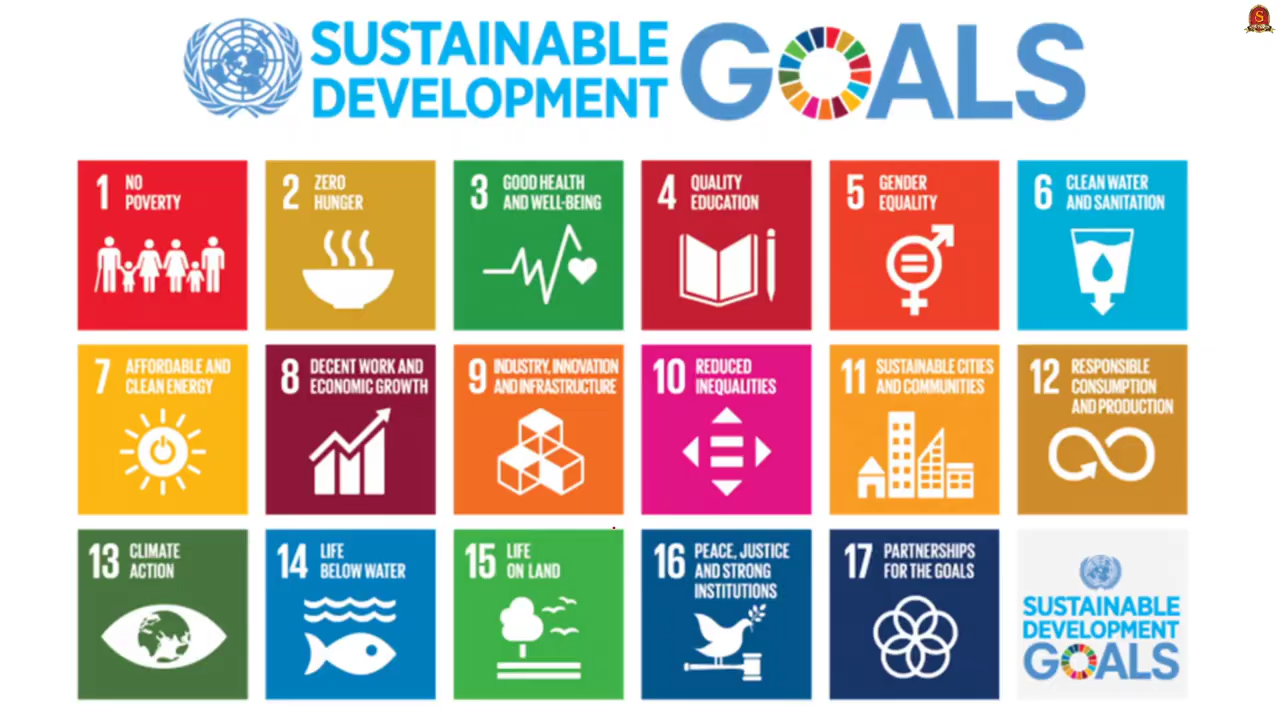 SUSTAINABLE
DEVELOPMENT
GOALS
1 NO
POVERTY
2 ZERO
HUNGER
3 GOOD HEALTH
AND WELL-BEING
4 QUALITY
EDUCATION
5 GENDER
EQUALITY
6 CLEAN WATER
AND SANITATION
7 AFFORDABLE AND
CLEAN ENERGY
8 DECENT WORK AND
ECONOMIC GROWTH
9 INDUSTRY, INNOVATION
AND INFRASTRUCTURE
10 REDUCED
INEQUALITIES
11 SUSTAINABLE CITIES
AND COMMUNITIES
12 RESPONSIBLE
CONSUMPTION
AND PRODUCTION
13 CLIMATE
ACTION
14 LIFE
BELOW WATER
15 LIFE
ON LAND
16 PEACE, JUSTICE
AND STRONG
INSTITUTIONS
17 PARTNERSHIPS
FOR THE GOALS
SUSTAINABLE
DEVELOPMENT
GOALS
S